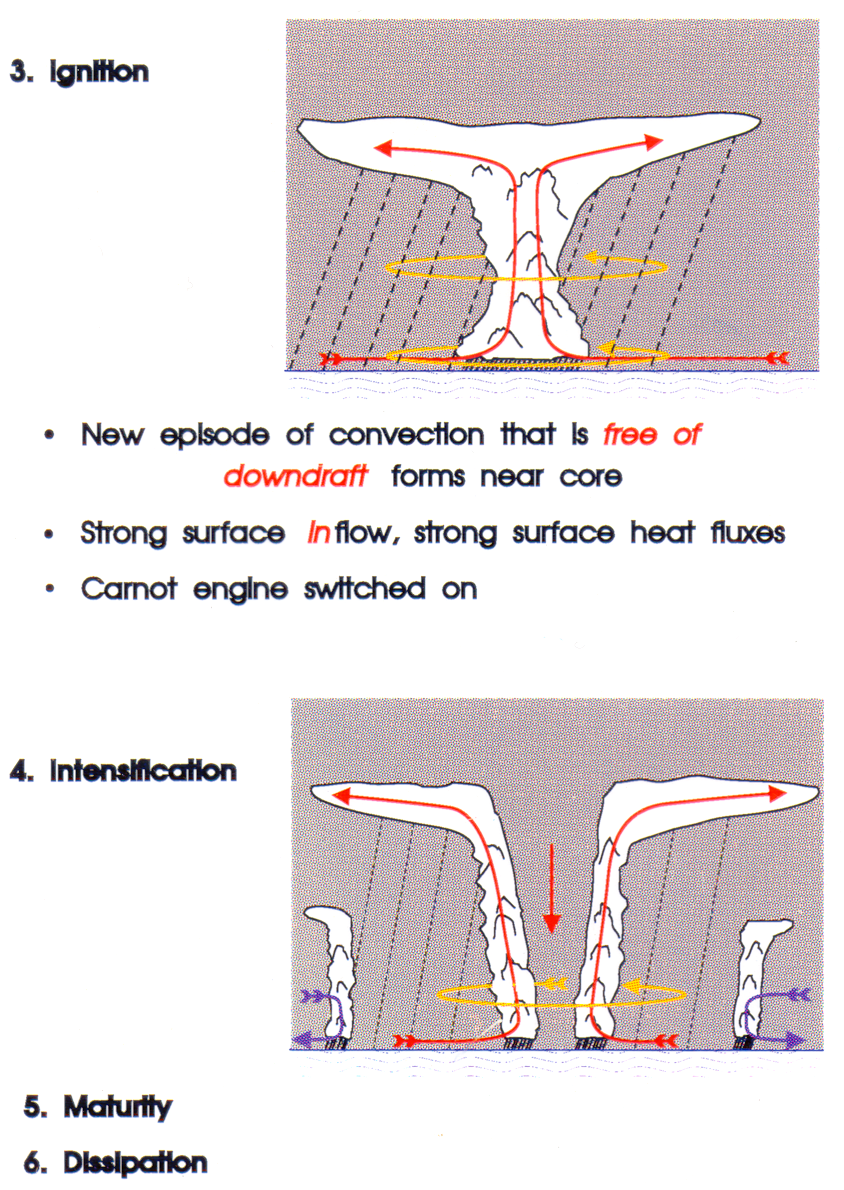 3. Ignition
• New episode of convection that is free of
downdraft forms near core
• Strong surface Inflow, strong surface heat fluxes
• Carnot engine switched on
4. Intensification
5. Maturity
6. Dissipation